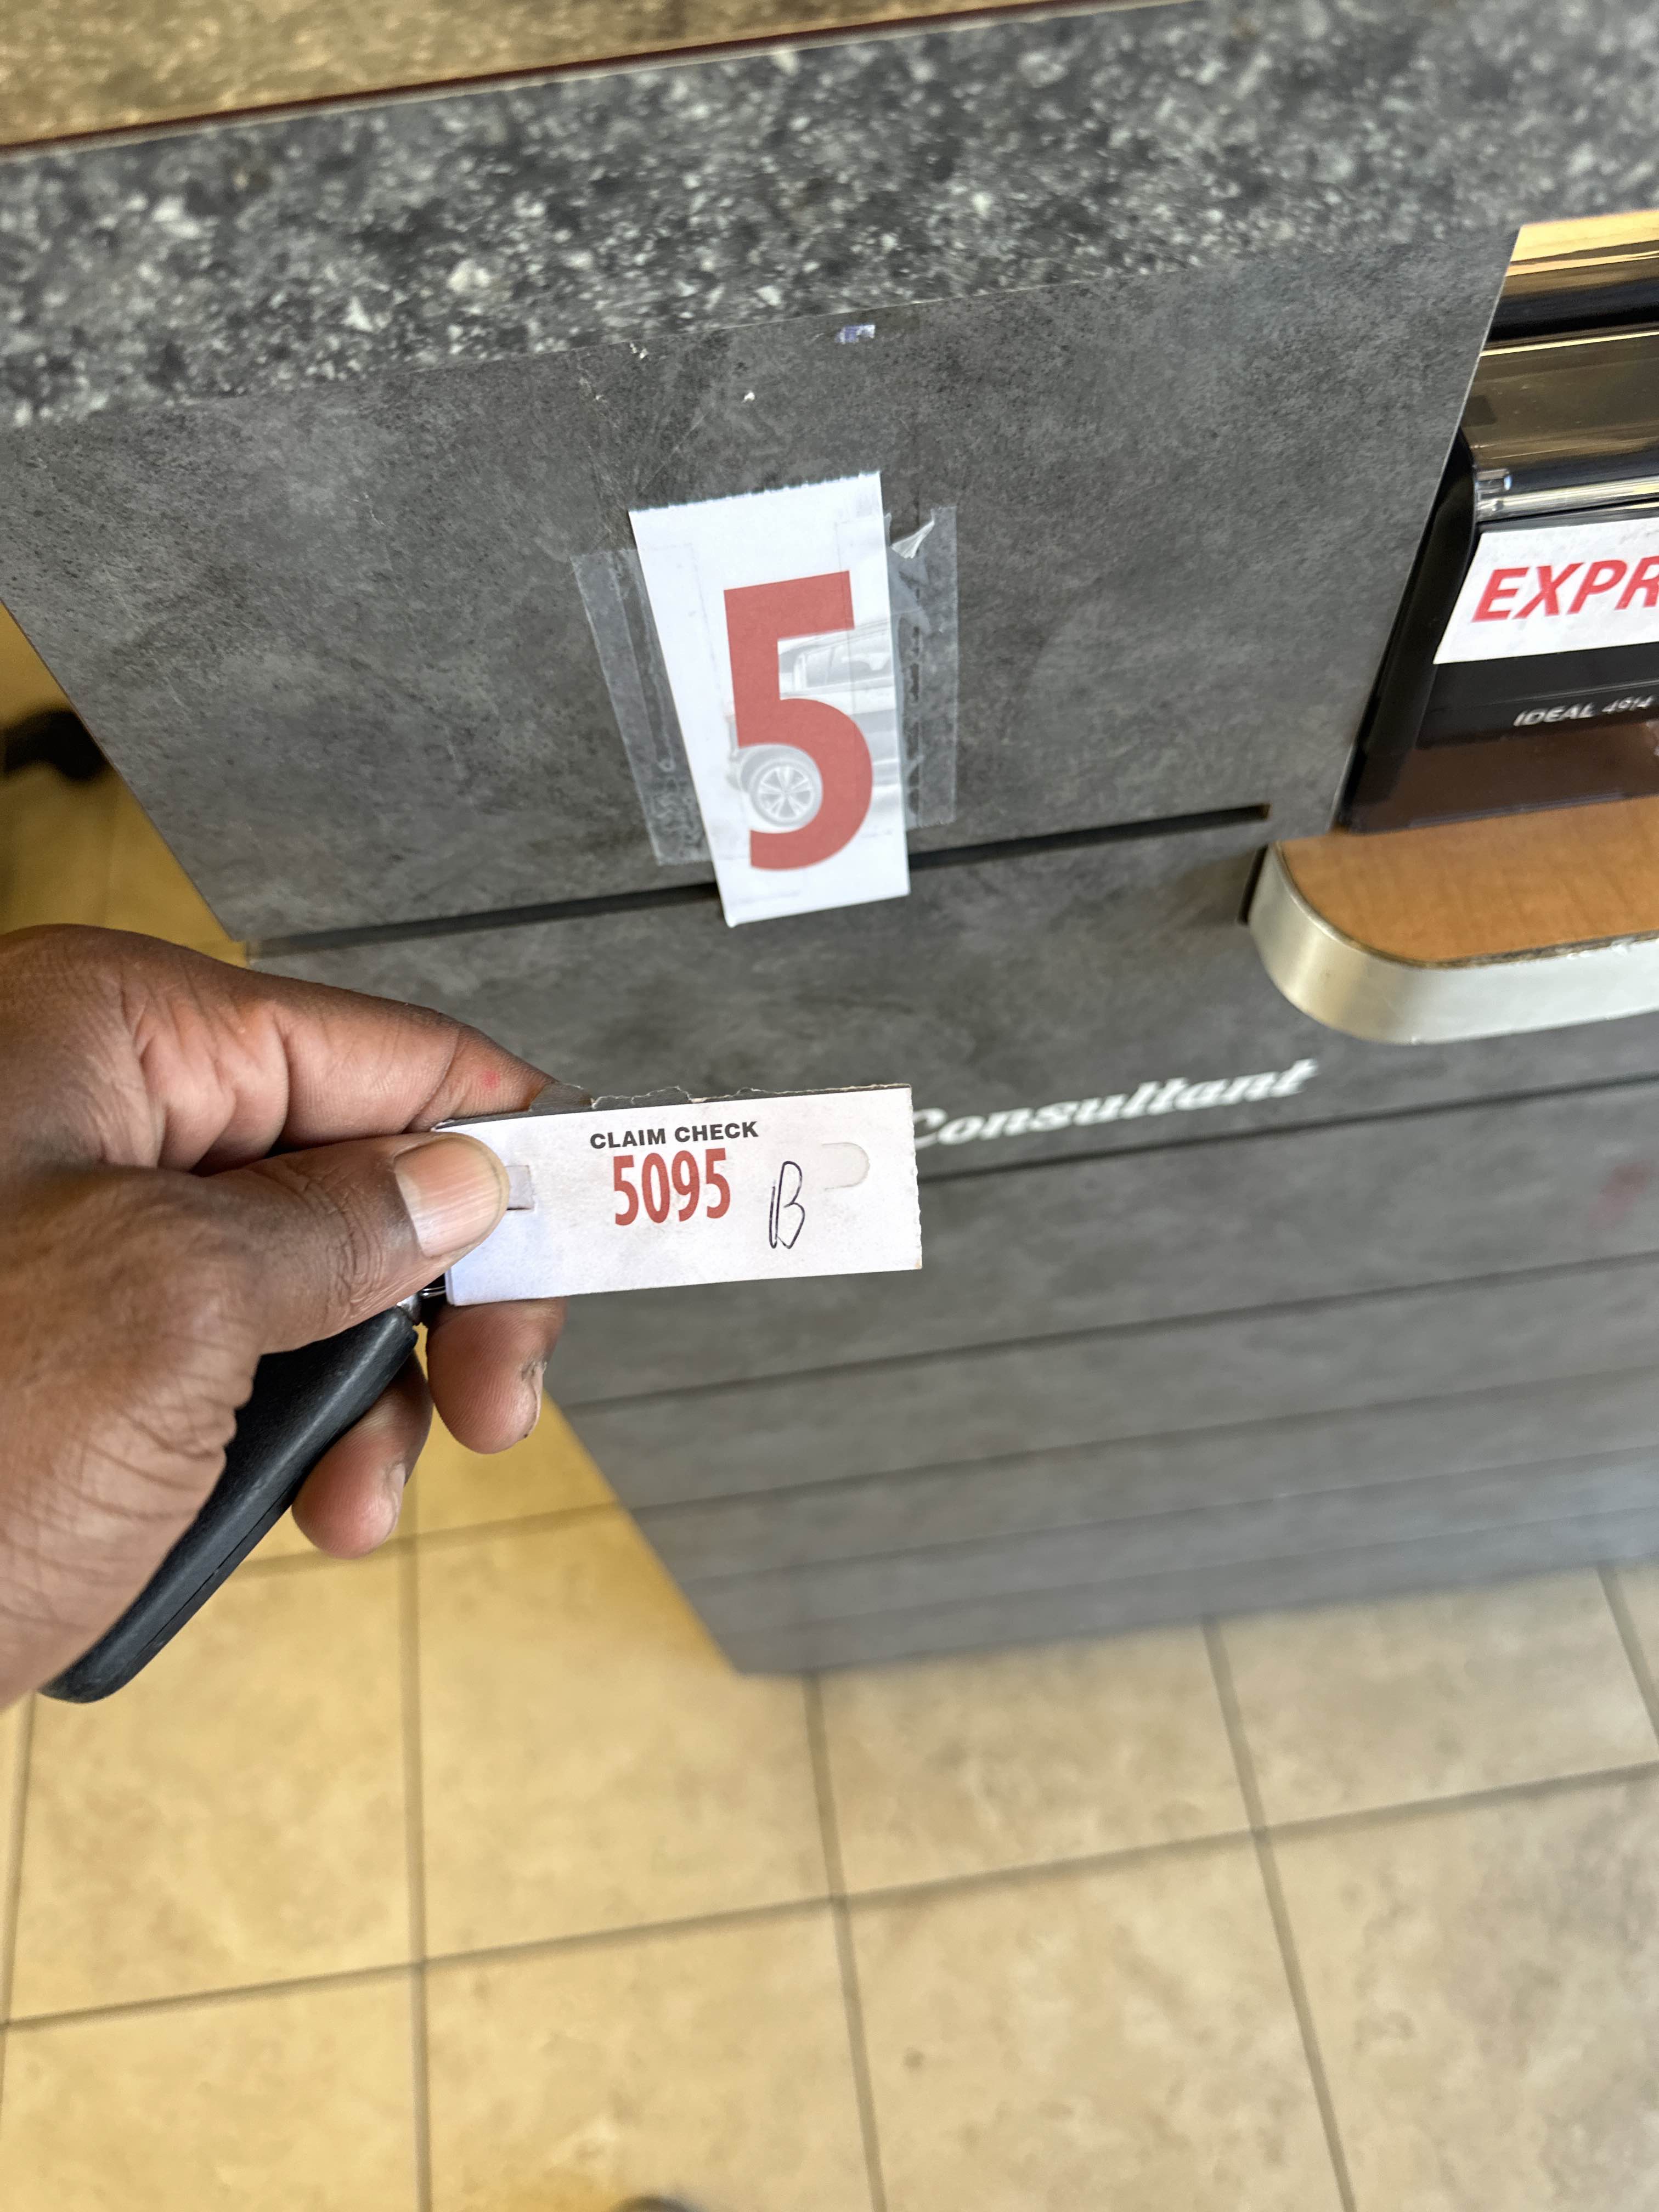 5
EXPR
IDEAL 4914
Consultant
CLAIM CHECK
5095
B